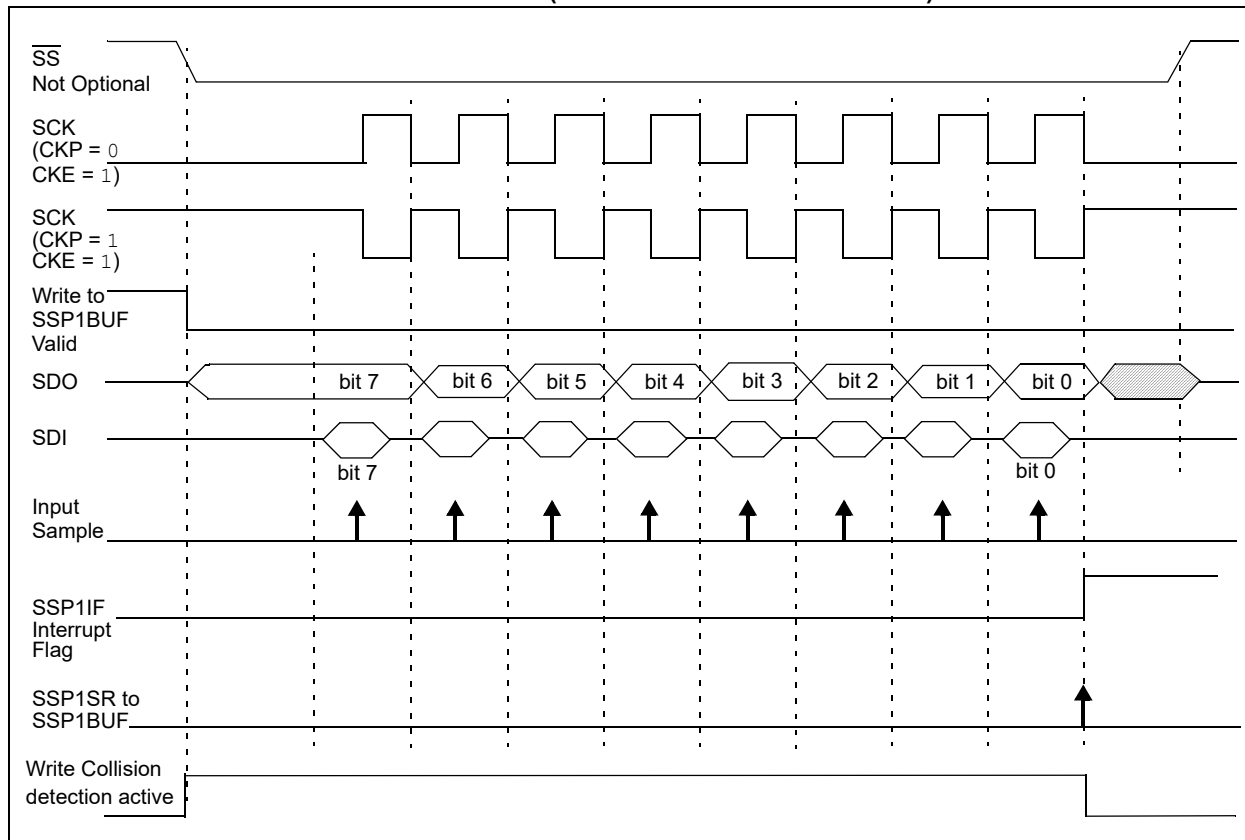 SS
Not Optional
SCK
(CKP = 0
CKE = 1)
SCK
(CKP = 1
CKE = 1)
Write to
SSP1BUF
Valid
SDO
bit 7 bit 6 bit 5 bit 4 bit 3 bit 2 bit 1 bit 0
SDI
bit 7 bit 0
Input
Sample
SSP1IF
Interrupt
Flag
SSP1SR to
SSP1BUF
Write Collision
detection active